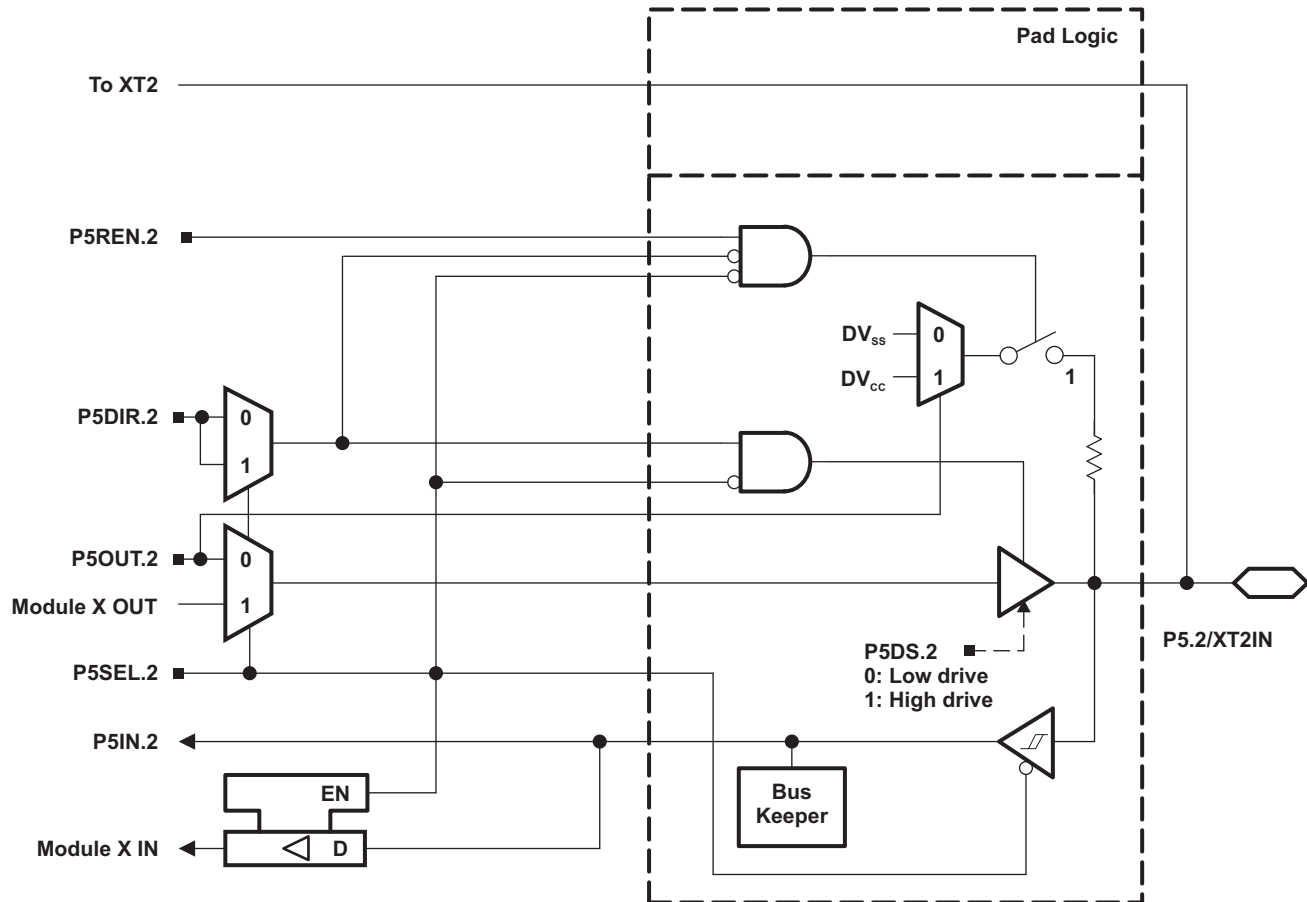 Pad Logic
To XT2
P5REN.2
DVSS
0
DVCC
1
1
P5DIR.2
0
1
P5OUT.2
0
Module X OUT
1
P5.2/XT2IN
P5DS.2
0: Low drive
1: High drive
P5SEL.2
P5IN.2
EN
Bus
Keeper
Module X IN
D